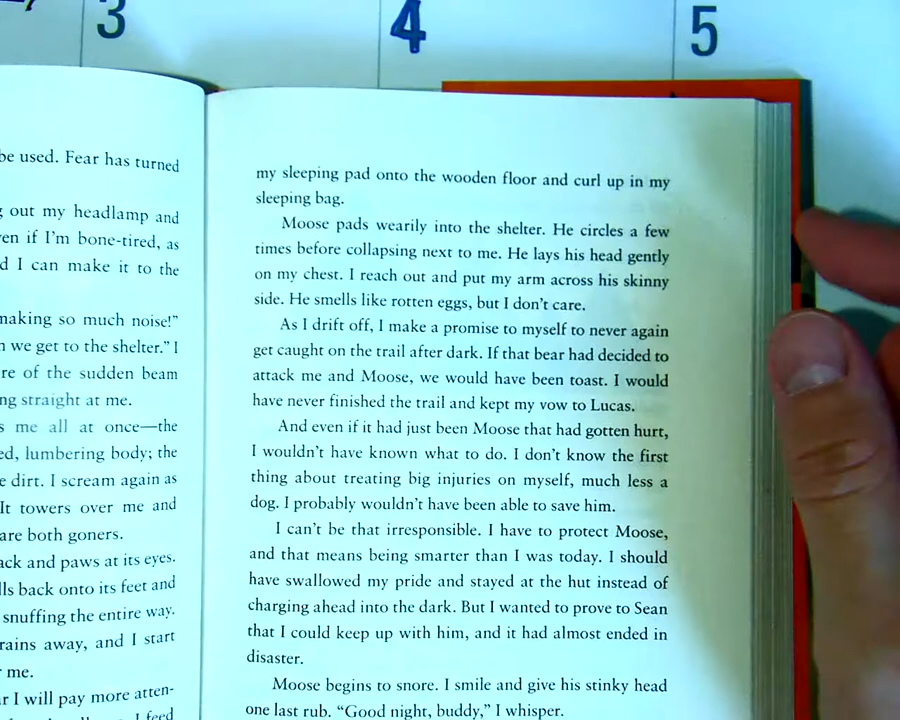 3
4
5
be used. Fear has turned
out my headlamp and
en if I'm bone-tired, as
d I can make it to the
making so much noise!"
we get to the shelter." I
re of the sudden beam
ng straight at me.
s me all at once—the
ed, lumbering body; the
e dirt. I scream again as
It towers over me and
are both goners.
ack and paws at its eyes.
lls back onto its feet and
snuffing the entire way.
rains away, and I start
me.
r I will pay more atten-
I feed
my sleeping pad onto the wooden floor and curl up in my
sleeping bag.
Moose pads wearily into the shelter. He circles a few
times before collapsing next to me. He lays his head gently
on my chest. I reach out and put my arm across his skinny
side. He smells like rotten eggs, but I don't care.
As I drift off, I make a promise to myself to never again
get caught on the trail after dark. If that bear had decided to
attack me and Moose, we would have been toast. I would
have never finished the trail and kept my vow to Lucas.
And even if it had just been Moose that had gotten hurt,
I wouldn't have known what to do. I don't know the first
thing about treating big injuries on myself, much less a
dog. I probably wouldn't have been able to save him.
I can't be that irresponsible. I have to protect Moose,
and that means being smarter than I was today. I should
have swallowed my pride and stayed at the hut instead of
charging ahead into the dark. But I wanted to prove to Sean
that I could keep up with him, and it had almost ended in
disaster.
Moose begins to snore. I smile and give his stinky head
one last rub. "Good night, buddy," I whisper.